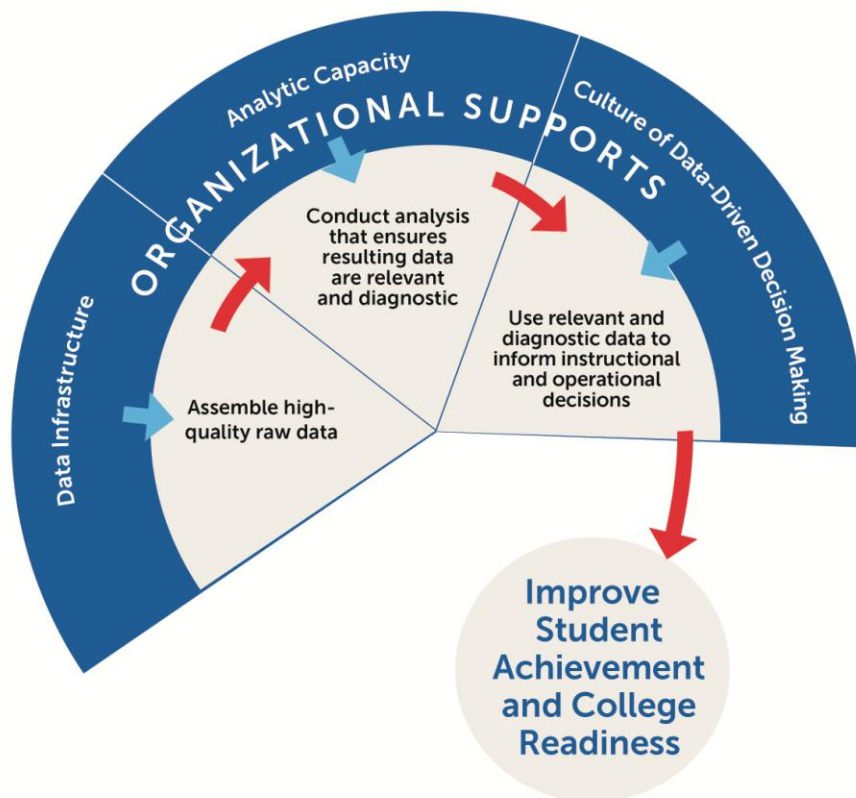 Data Infrastructure
Analytic Capacity
Culture of Data-Driven Decision Making
ORGANIZATIONAL SUPPORTS
Assemble high-
quality raw data
Conduct analysis
that ensures
resulting data
are relevant
and diagnostic
Use relevant and
diagnostic data to
inform instructional
and operational
decisions
Improve
Student
Achievement
and College
Readiness